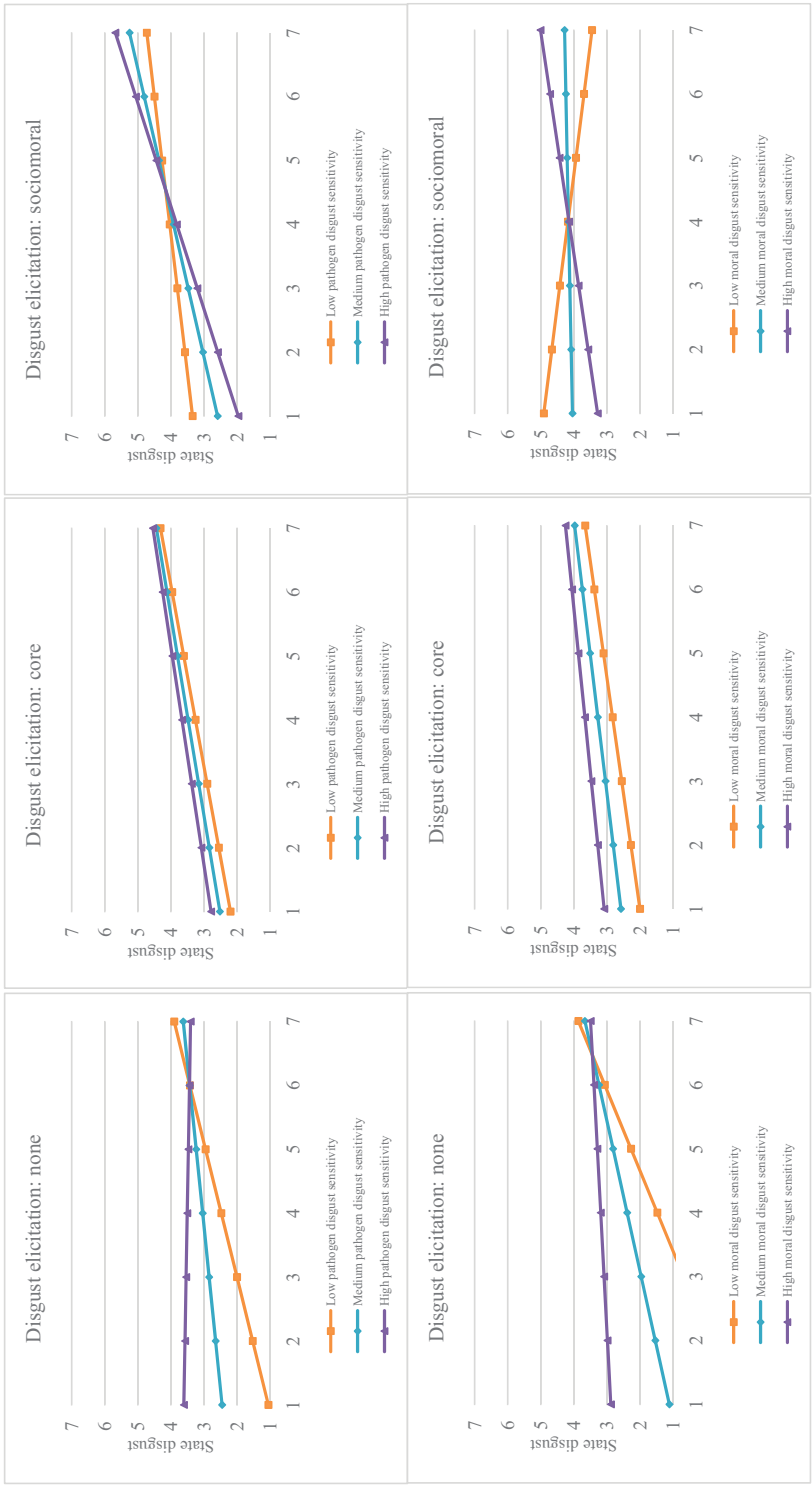 Disgust elicitation: none
7
6
5
4
3
2
1
State disgust
1 2 3 4 5 6 7
Low pathogen disgust sensitivity
Medium pathogen disgust sensitivity
High pathogen disgust sensitivity
Disgust elicitation: core
7
6
5
4
3
2
1
State disgust
1 2 3 4 5 6 7
Low pathogen disgust sensitivity
Medium pathogen disgust sensitivity
High pathogen disgust sensitivity
Disgust elicitation: sociomoral
7
6
5
4
3
2
1
State disgust
1 2 3 4 5 6 7
Low pathogen disgust sensitivity
Medium pathogen disgust sensitivity
High pathogen disgust sensitivity
Disgust elicitation: none
7
6
5
4
3
2
1
State disgust
1 2 3 4 5 6 7
Low moral disgust sensitivity
Medium moral disgust sensitivity
High moral disgust sensitivity
Disgust elicitation: core
7
6
5
4
3
2
1
State disgust
1 2 3 4 5 6 7
Low moral disgust sensitivity
Medium moral disgust sensitivity
High moral disgust sensitivity
Disgust elicitation: sociomoral
7
6
5
4
3
2
1
State disgust
1 2 3 4 5 6 7
Low moral disgust sensitivity
Medium moral disgust sensitivity
High moral disgust sensitivity